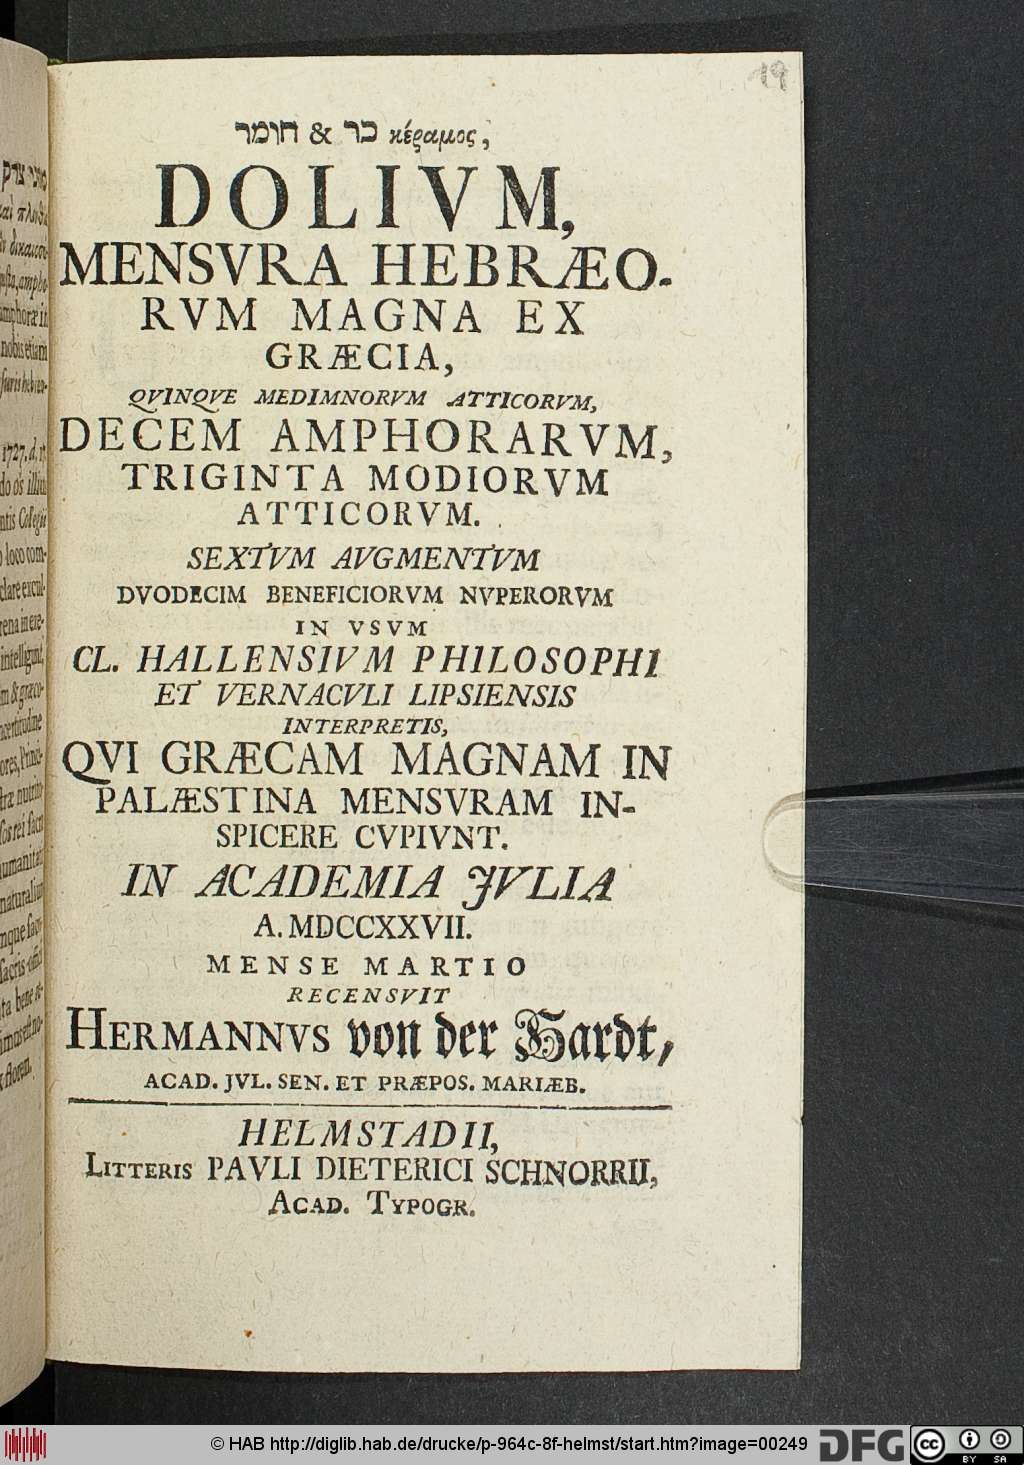 19
חומר & כר κέραμος,
DOLIVM,
MENSVRA HEBRÆO-
RVM MAGNA EX
GRÆCIA,
QVINQVE MEDIMNORVM ATTICORVM,
DECEM AMPHORARVM,
TRIGINTA MODIORVM
ATTICORVM.
SEXTVM AVGMENTVM
DVODECIM BENEFICIORVM NVPERORVM
IN VSVM
CL. HALLENSIVM PHILOSOPHI
ET VERNACVLI LIPSIENSIS
INTERPRETIS,
QVI GRÆCAM MAGNAM IN
PALÆSTINA MENSVRAM IN-
SPICERE CVPIVNT.
IN ACADEMIA JVLIA
A. MDCCXXVII.
MENSE MARTIO
RECENSVIT
HERMANNVS von der Hardt,
ACAD. JVL. SEN. ET PRÆPOS. MARIÆB.
HELMSTADII,
LITTERIS PAVLI DIETERICI SCHNORRII,
ACAD. TYPOGR.
© HAB http://diglib.hab.de/drucke/p-964c-8f-helmst/start.htm?image=00249
DFG
cc BY SA